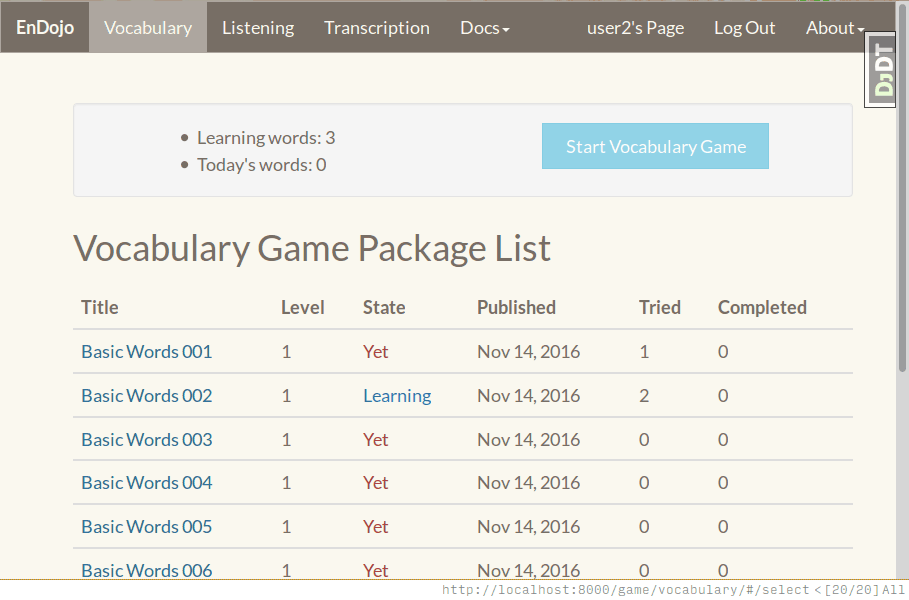 EnDojo Vocabulary Listening Transcription Docs user2's Page Log Out About
DJDT
Learning words: 3
Today's words: 0
Start Vocabulary Game
Vocabulary Game Package List
Title Level State Published Tried Completed
Basic Words 001 1 Yet Nov 14, 2016 1 0
Basic Words 002 1 Learning Nov 14, 2016 2 0
Basic Words 003 1 Yet Nov 14, 2016 0 0
Basic Words 004 1 Yet Nov 14, 2016 0 0
Basic Words 005 1 Yet Nov 14, 2016 0 0
Basic Words 006 1 Yet Nov 14, 2016 0 0
http://localhost:8000/game/vocabulary/#/select <[20/20]All